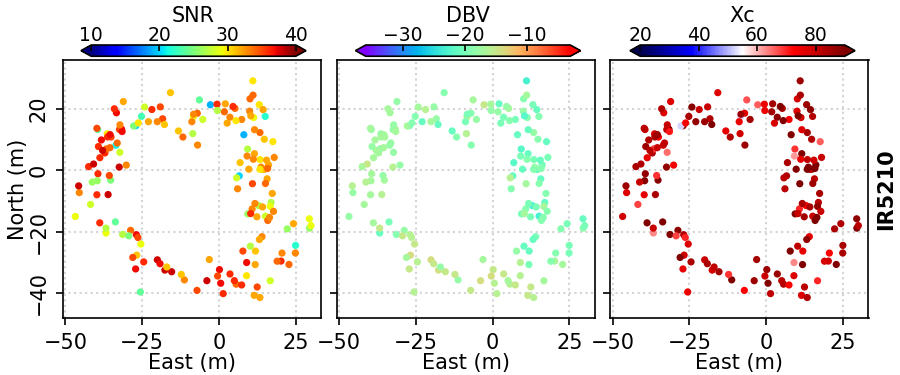 SNR DBV Xc
10 20 30 40 −30 −20 −10 20 40 60 80
20
0
−20
−40
North (m)
IR5210
−50 −25 0 25 −50 −25 0 25 −50 −25 0 25
East (m) East (m) East (m)